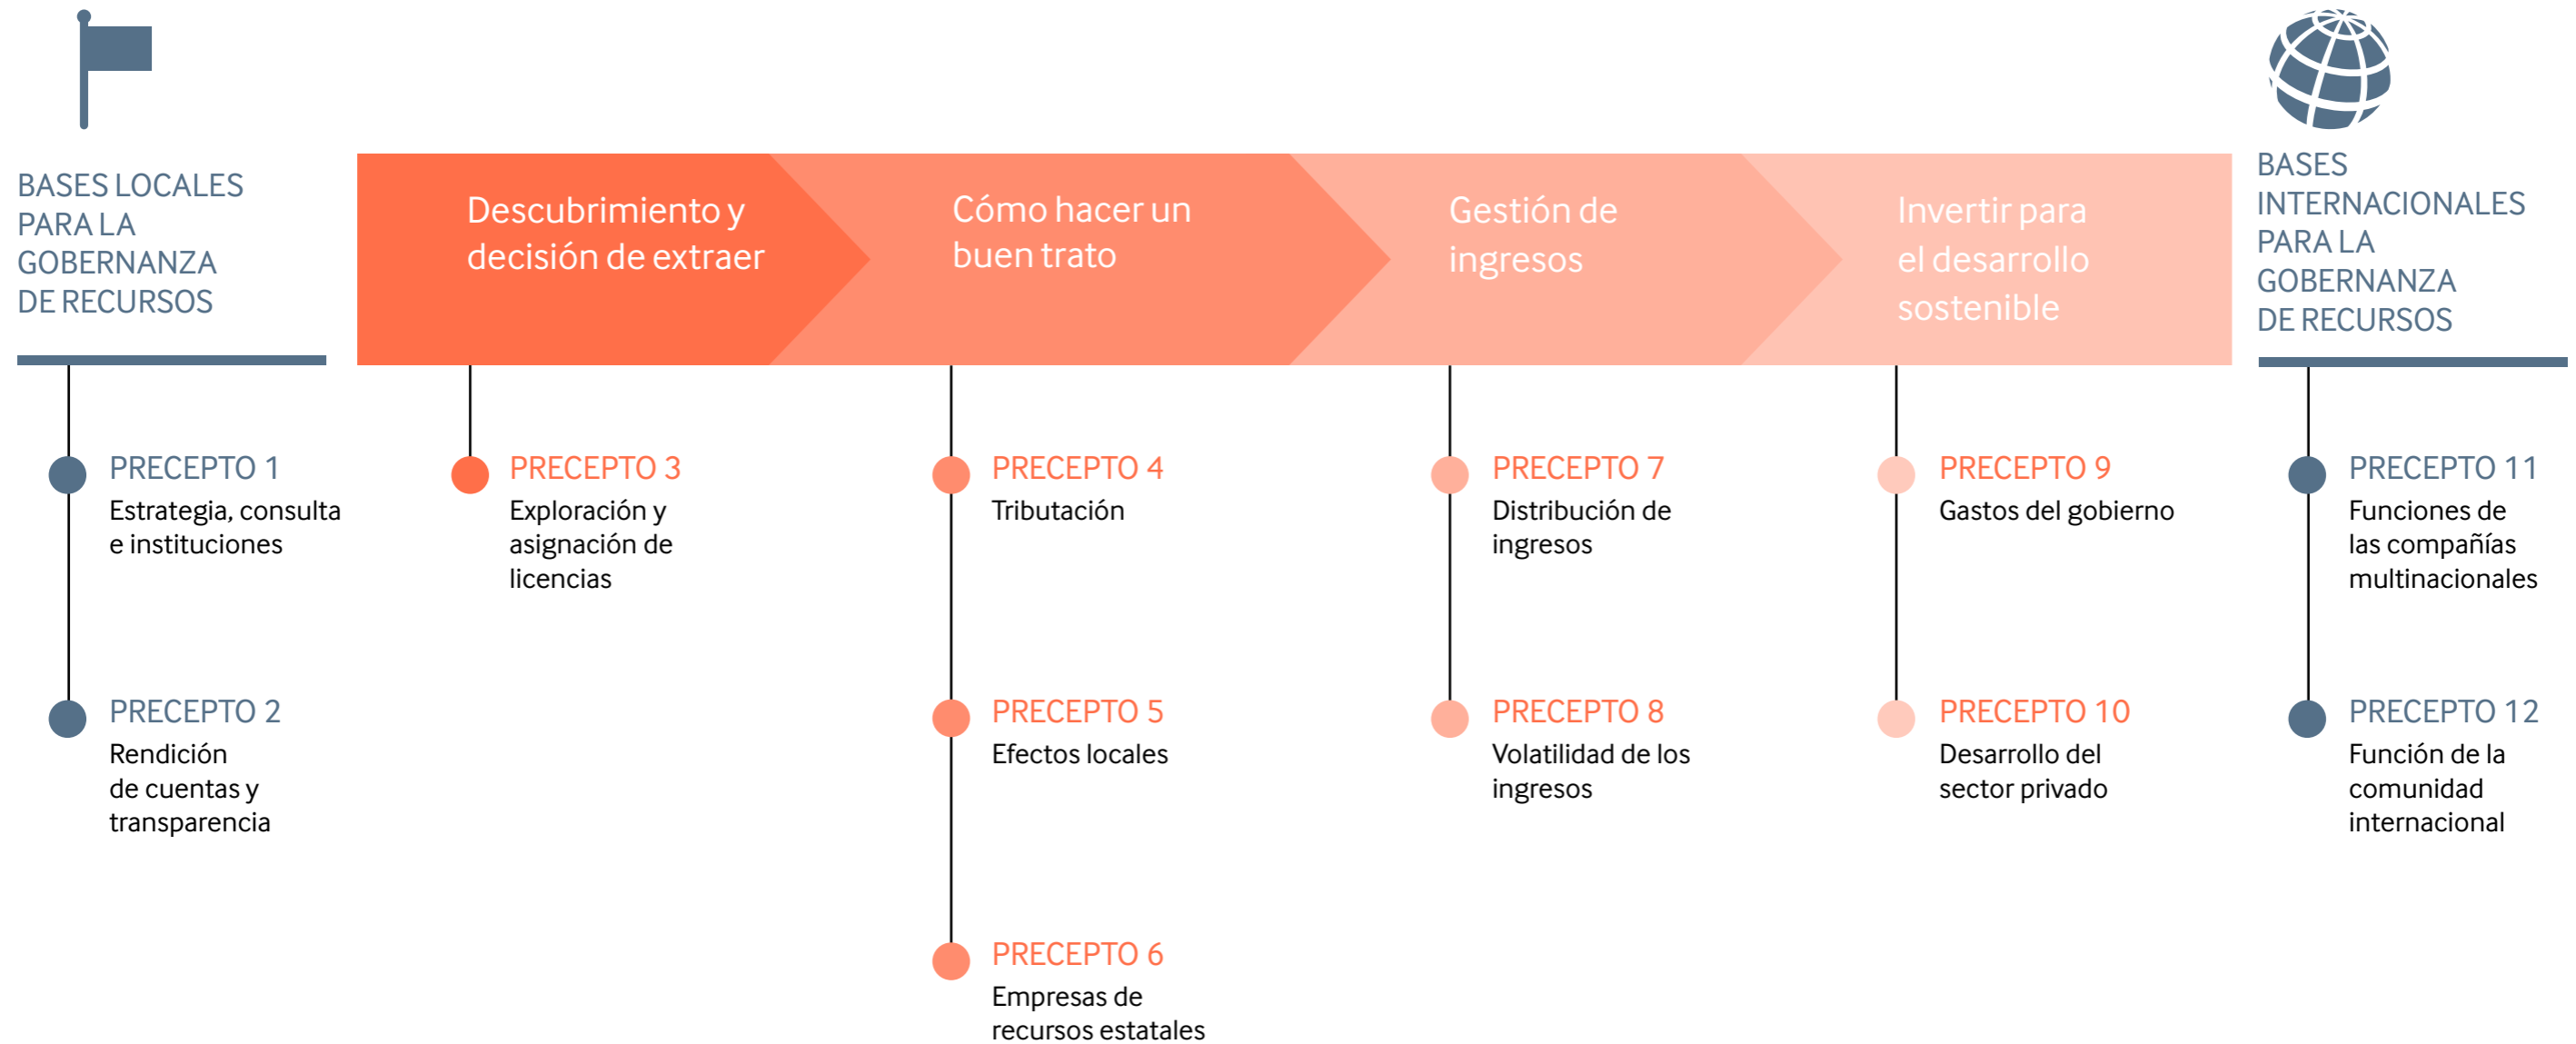 BASES LOCALES
PARA LA
GOBERNANZA
DE RECURSOS
PRECEPTO 1
Estrategia, consulta
e instituciones
PRECEPTO 2
Rendición
de cuentas y
transparencia
Descubrimiento y
decisión de extraer
PRECEPTO 3
Exploración y
asignación de
licencias
Cómo hacer un
buen trato
PRECEPTO 4
Tributación
PRECEPTO 5
Efectos locales
PRECEPTO 6
Empresas de
recursos estatales
Gestión de
ingresos
PRECEPTO 7
Distribución de
ingresos
PRECEPTO 8
Volatilidad de los
ingresos
Invertir para
el desarrollo
sostenible
PRECEPTO 9
Gastos del gobierno
PRECEPTO 10
Desarrollo del
sector privado
BASES
INTERNACIONALES
PARA LA
GOBERNANZA
DE RECURSOS
PRECEPTO 11
Funciones de
las compañías
multinacionales
PRECEPTO 12
Función de la
comunidad
internacional